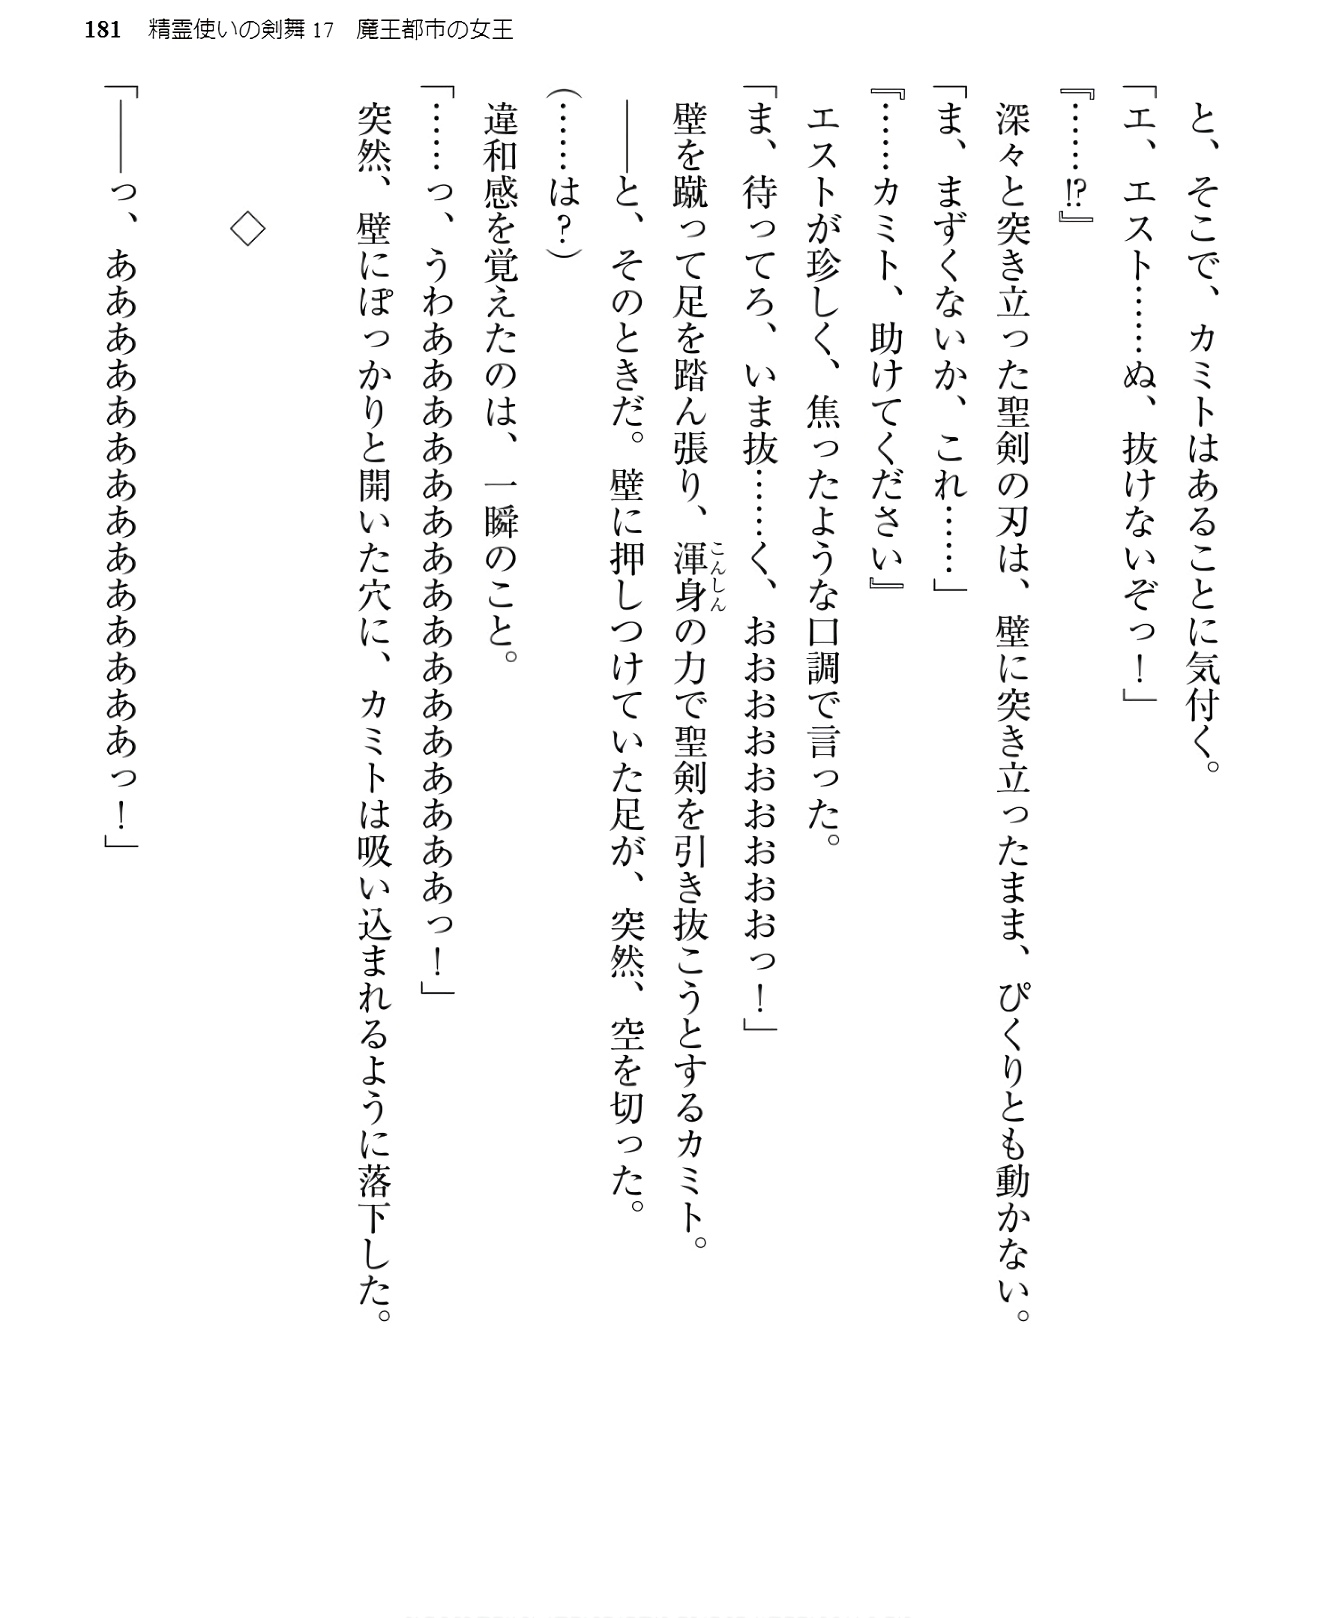 181　精霊使いの剣舞 17　魔王都市の女王
　と、そこで、カミトはあることに気付く。
「エ、エスト……ぬ、抜けないぞっ！」
『……!?』
　深々と突き立った聖剣の刃は、壁に突き立ったまま、ぴくりとも動かない。
「ま、まずくないか、これ……」
『……カミト、助けてください』
　エストが珍しく、焦ったような口調で言った。
「ま、待ってろ、いま抜……く、おおおおおおおおおっ！」
　壁を蹴って足を踏ん張り、渾身の力で聖剣を引き抜こうとするカミト。
こんしん
　――と、そのときだ。壁に押しつけていた足が、突然、空を切った。
（……は？）
　違和感を覚えたのは、一瞬のこと。
「……っ、うわあああああああああああああああああっ！」
　突然、壁にぽっかりと開いた穴に、カミトは吸い込まれるように落下した。
◇
「――っ、ああああああああああああああっ！」